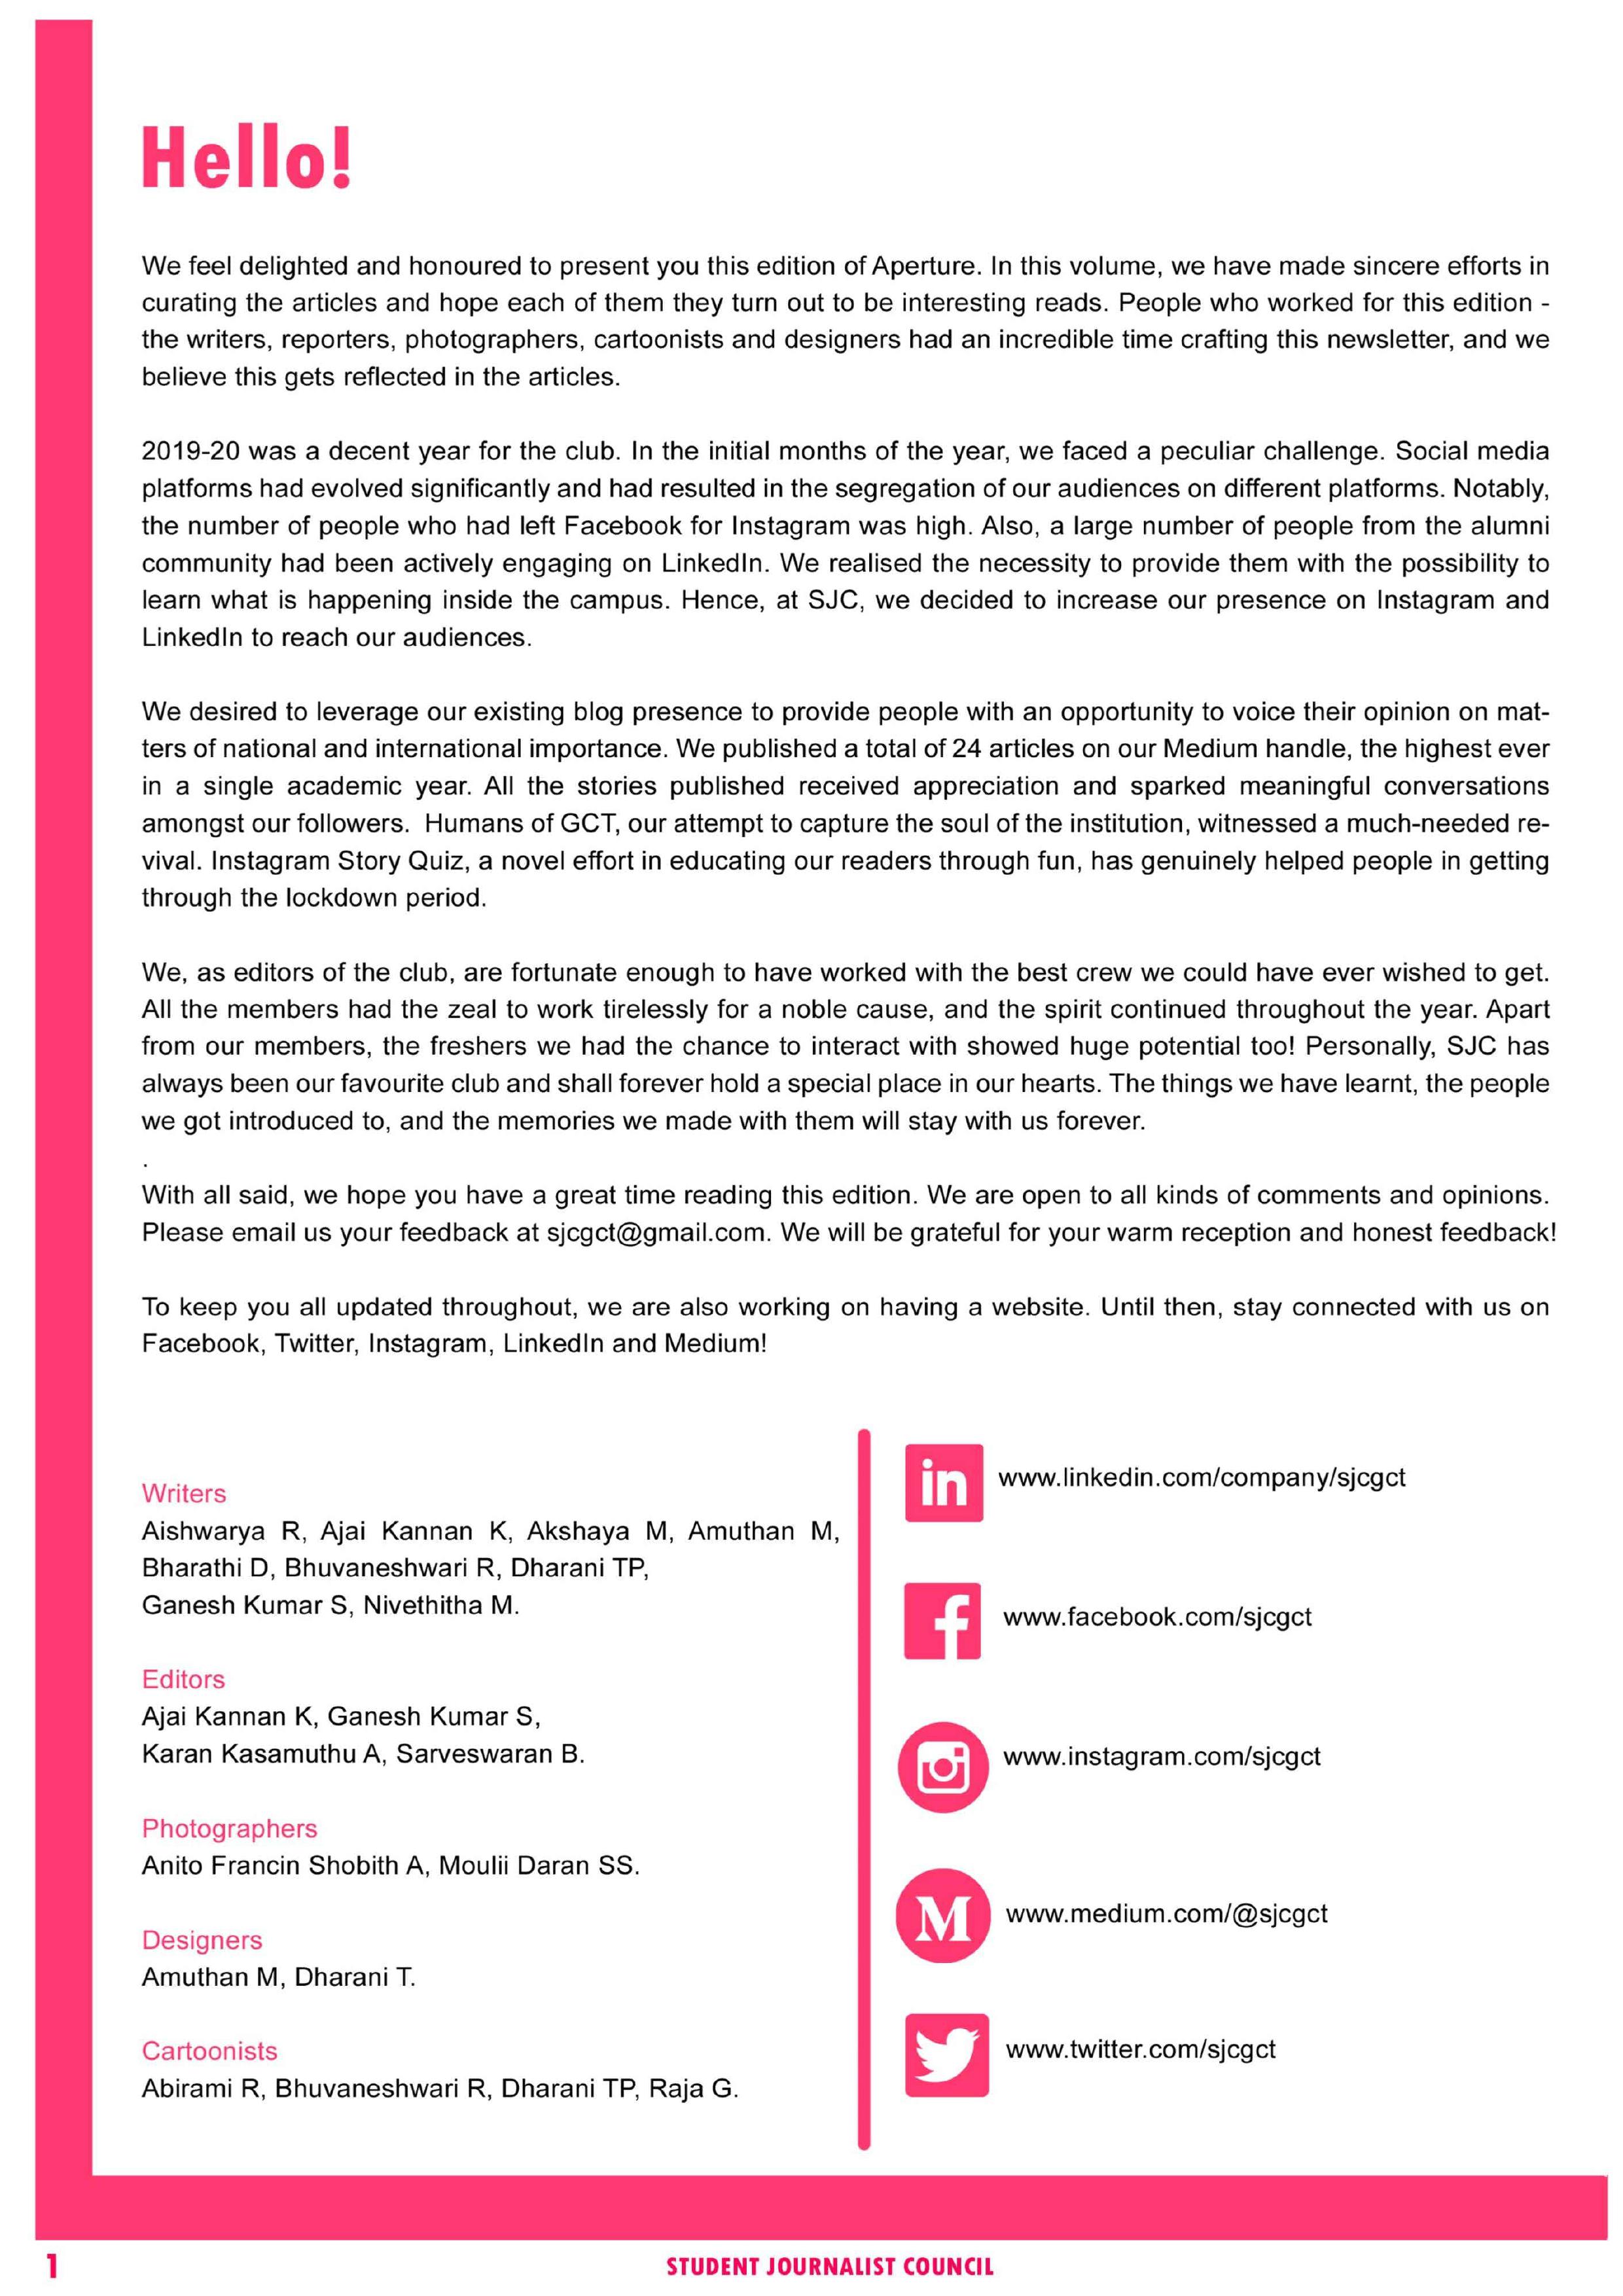 Hello!
We feel delighted and honoured to present you this edition of Aperture. In this volume, we have made sincere efforts in
curating the articles and hope each of them they turn out to be interesting reads. People who worked for this edition -
the writers, reporters, photographers, cartoonists and designers had an incredible time crafting this newsletter, and we
believe this gets reflected in the articles.
2019-20 was a decent year for the club. In the initial months of the year, we faced a peculiar challenge. Social media
platforms had evolved significantly and had resulted in the segregation of our audiences on different platforms. Notably,
the number of people who had left Facebook for Instagram was high. Also, a large number of people from the alumni
community had been actively engaging on LinkedIn. We realised the necessity to provide them with the possibility to
learn what is happening inside the campus. Hence, at SJC, we decided to increase our presence on Instagram and
LinkedIn to reach our audiences.
We desired to leverage our existing blog presence to provide people with an opportunity to voice their opinion on mat-
ters of national and international importance. We published a total of 24 articles on our Medium handle, the highest ever
in a single academic year. All the stories published received appreciation and sparked meaningful conversations
amongst our followers. Humans of GCT, our attempt to capture the soul of the institution, witnessed a much-needed re-
vival. Instagram Story Quiz, a novel effort in educating our readers through fun, has genuinely helped people in getting
through the lockdown period.
We, as editors of the club, are fortunate enough to have worked with the best crew we could have ever wished to get.
All the members had the zeal to work tirelessly for a noble cause, and the spirit continued throughout the year. Apart
from our members, the freshers we had the chance to interact with showed huge potential too! Personally, SJC has
always been our favourite club and shall forever hold a special place in our hearts. The things we have learnt, the people
we got introduced to, and the memories we made with them will stay with us forever.
.
With all said, we hope you have a great time reading this edition. We are open to all kinds of comments and opinions.
Please email us your feedback at sjcgct@gmail.com. We will be grateful for your warm reception and honest feedback!
To keep you all updated throughout, we are also working on having a website. Until then, stay connected with us on
Facebook, Twitter, Instagram, LinkedIn and Medium!
Writers
Aishwarya R, Ajai Kannan K, Akshaya M, Amuthan M,
Bharathi D, Bhuvaneshwari R, Dharani TP,
Ganesh Kumar S, Nivethitha M.
Editors
Ajai Kannan K, Ganesh Kumar S,
Karan Kasamuthu A, Sarveswaran B.
Photographers
Anito Francin Shobith A, Moulii Daran SS.
Designers
Amuthan M, Dharani T.
Cartoonists
Abirami R, Bhuvaneshwari R, Dharani TP, Raja G.
in www.linkedin.com/company/sjcgct
f www.facebook.com/sjcgct
www.instagram.com/sjcgct
M www.medium.com/@sjcgct
www.twitter.com/sjcgct
1
STUDENT JOURNALIST COUNCIL